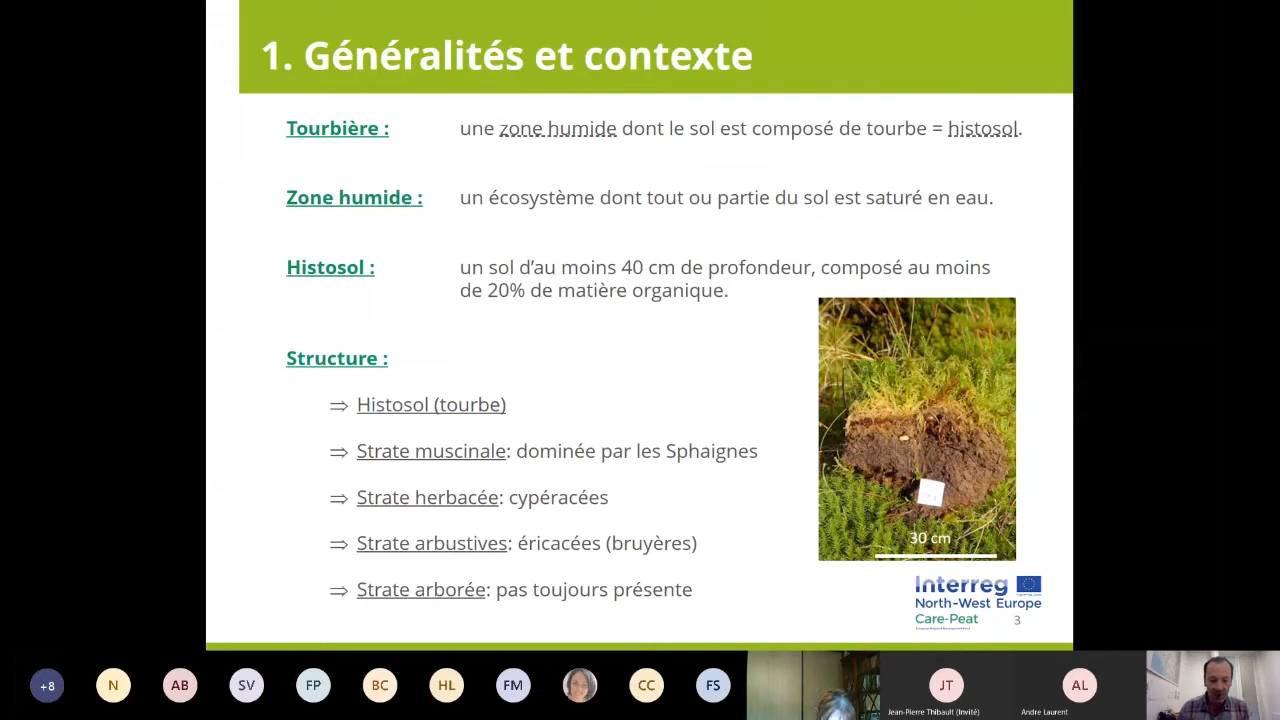 1. Généralités et contexte
Tourbière : une zone humide dont le sol est composé de tourbe = histosol.
Zone humide : un écosystème dont tout ou partie du sol est saturé en eau.
Histosol : un sol d’au moins 40 cm de profondeur, composé au moins
de 20% de matière organique.
Structure :
⇒ Histosol (tourbe)
⇒ Strate muscinale: dominée par les Sphaignes
⇒ Strate herbacée: cypéracées
⇒ Strate arbustives: éricacées (bruyères)
⇒ Strate arborée: pas toujours présente
30 cm
Interreg
North-West Europe
Care-Peat
3
+8 N AB SV FP BC HL FM CC FS JT AL
Jean-Pierre Thibault (Invité) Andre Laurent